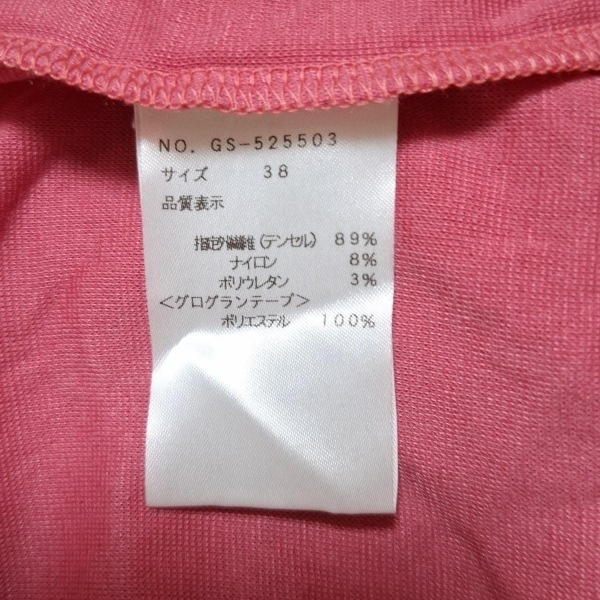 NO. GS-525503
サイズ 38
品質表示
指定外繊維(テンセル) 89%
ナイロン 8%
ポリウレタン 3%
<グログランテープ>
ポリエステル 100%